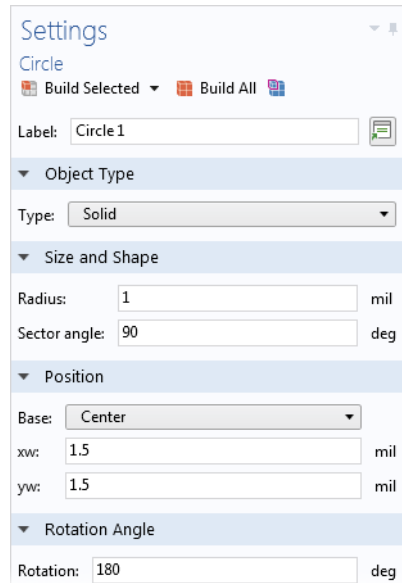 Settings
Circle
Build Selected Build All
Label: Circle 1
Object Type
Type: Solid
Size and Shape
Radius: 1 mil
Sector angle: 90 deg
Position
Base: Center
xw: 1.5 mil
yw: 1.5 mil
Rotation Angle
Rotation: 180 deg